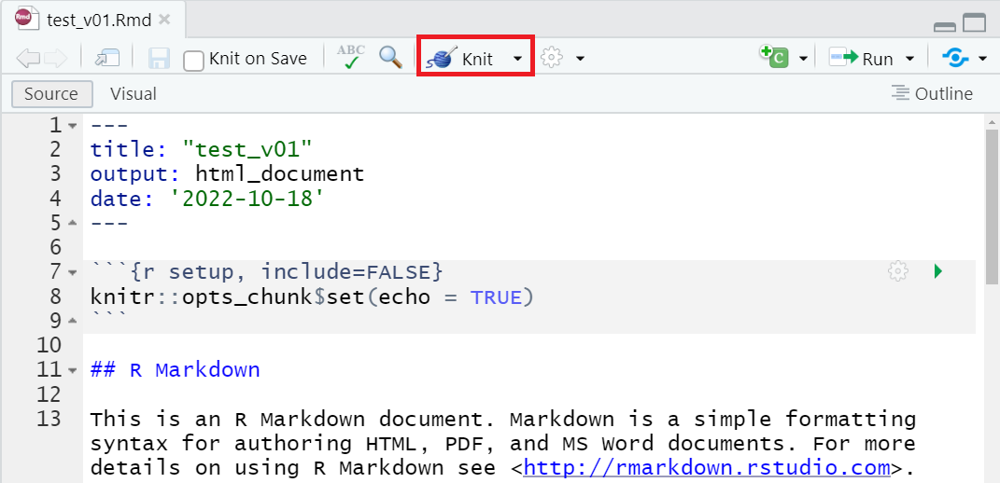 Rmd test_v01.Rmd
Knit on Save ABC Knit C Run
Source Visual Outline
1 ---
2 title: "test_v01"
3 output: html_document
4 date: '2022-10-18'
5 ---
6
7 ```{r setup, include=FALSE}
8 knitr::opts_chunk$set(echo = TRUE)
9 ```
10
11 ## R Markdown
12
13 This is an R Markdown document. Markdown is a simple formatting
syntax for authoring HTML, PDF, and MS Word documents. For more
details on using R Markdown see <http://rmarkdown.rstudio.com>.